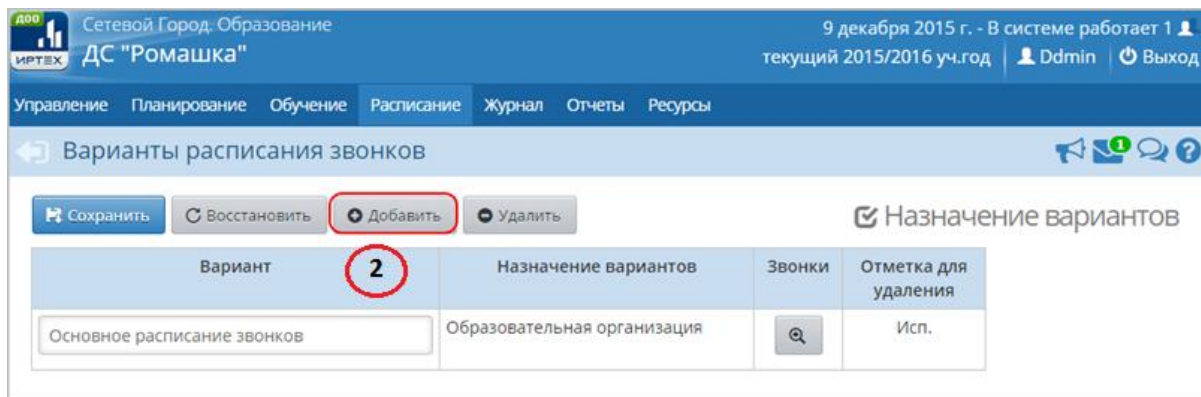 ДОО
ИРТЕХ
Сетевой Город. Образование
ДС "Ромашка"
9 декабря 2015 г. - В системе работает 1
текущий 2015/2016 уч.год Ddmin Выход
Управление Планирование Обучение Расписание Журнал Отчеты Ресурсы
Варианты расписания звонков 1 ?
Сохранить Восстановить Добавить Удалить Назначение вариантов
Вариант 2 Назначение вариантов Звонки Отметка для
удаления
Основное расписание звонков Образовательная организация Исп.